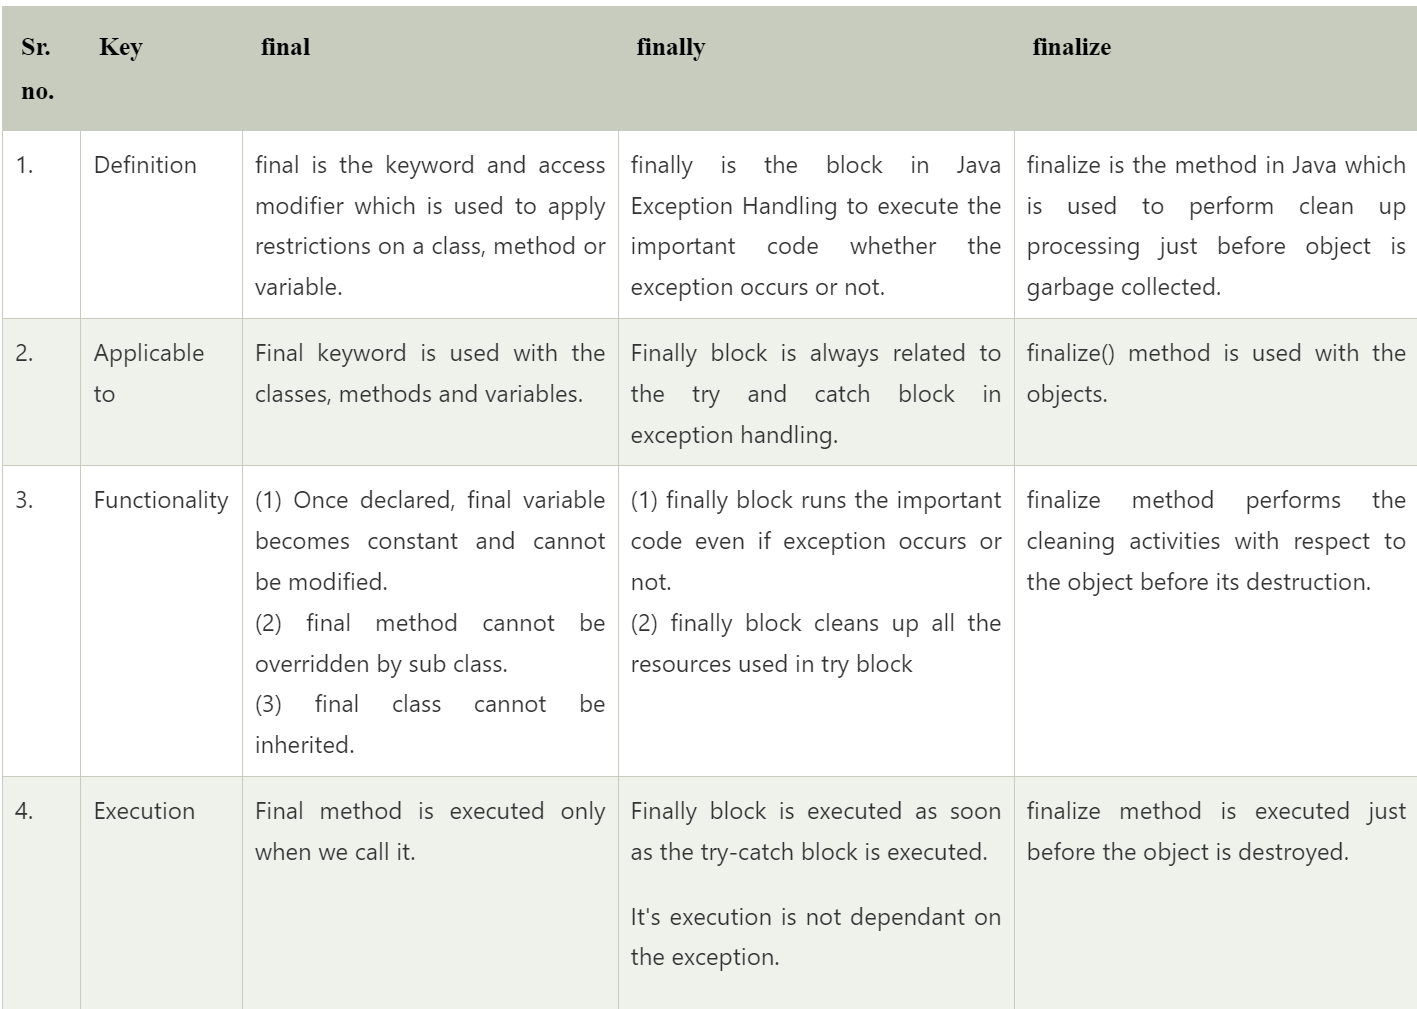 Sr. no.
Key
final
finally
finalize
1.
Definition
final is the keyword and access
modifier which is used to apply
restrictions on a class, method or
variable.
finally is the block in Java
Exception Handling to execute the
important code whether the
exception occurs or not.
finalize is the method in Java which
is used to perform clean up
processing just before object is
garbage collected.
2.
Applicable
to
Final keyword is used with the
classes, methods and variables.
Finally block is always related to
the try and catch block in
exception handling.
finalize() method is used with the
objects.
3.
Functionality
(1) Once declared, final variable
becomes constant and cannot
be modified.
(2) final method cannot be
overridden by sub class.
(3) final class cannot be
inherited.
(1) finally block runs the important
code even if exception occurs or
not.
(2) finally block cleans up all the
resources used in try block
finalize method performs the
cleaning activities with respect to
the object before its destruction.
4.
Execution
Final method is executed only
when we call it.
Finally block is executed as soon
as the try-catch block is executed.
It's execution is not dependant on
the exception.
finalize method is executed just
before the object is destroyed.